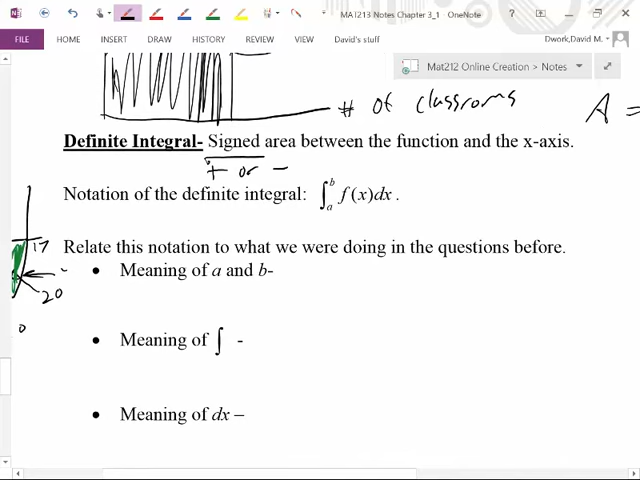 MAT213 Notes Chapter 3_1 - OneNote
FILE HOME INSERT DRAW HISTORY REVIEW VIEW David's stuff Dwork,David M.
Mat212 Online Creation > Notes
# of classrooms A =
Definite Integral- Signed area between the function and the x-axis.
+ or -
Notation of the definite integral: ∫_a^b f(x)dx.
Relate this notation to what we were doing in the questions before.
17
• Meaning of a and b-
20
• Meaning of ∫ -
• Meaning of dx –